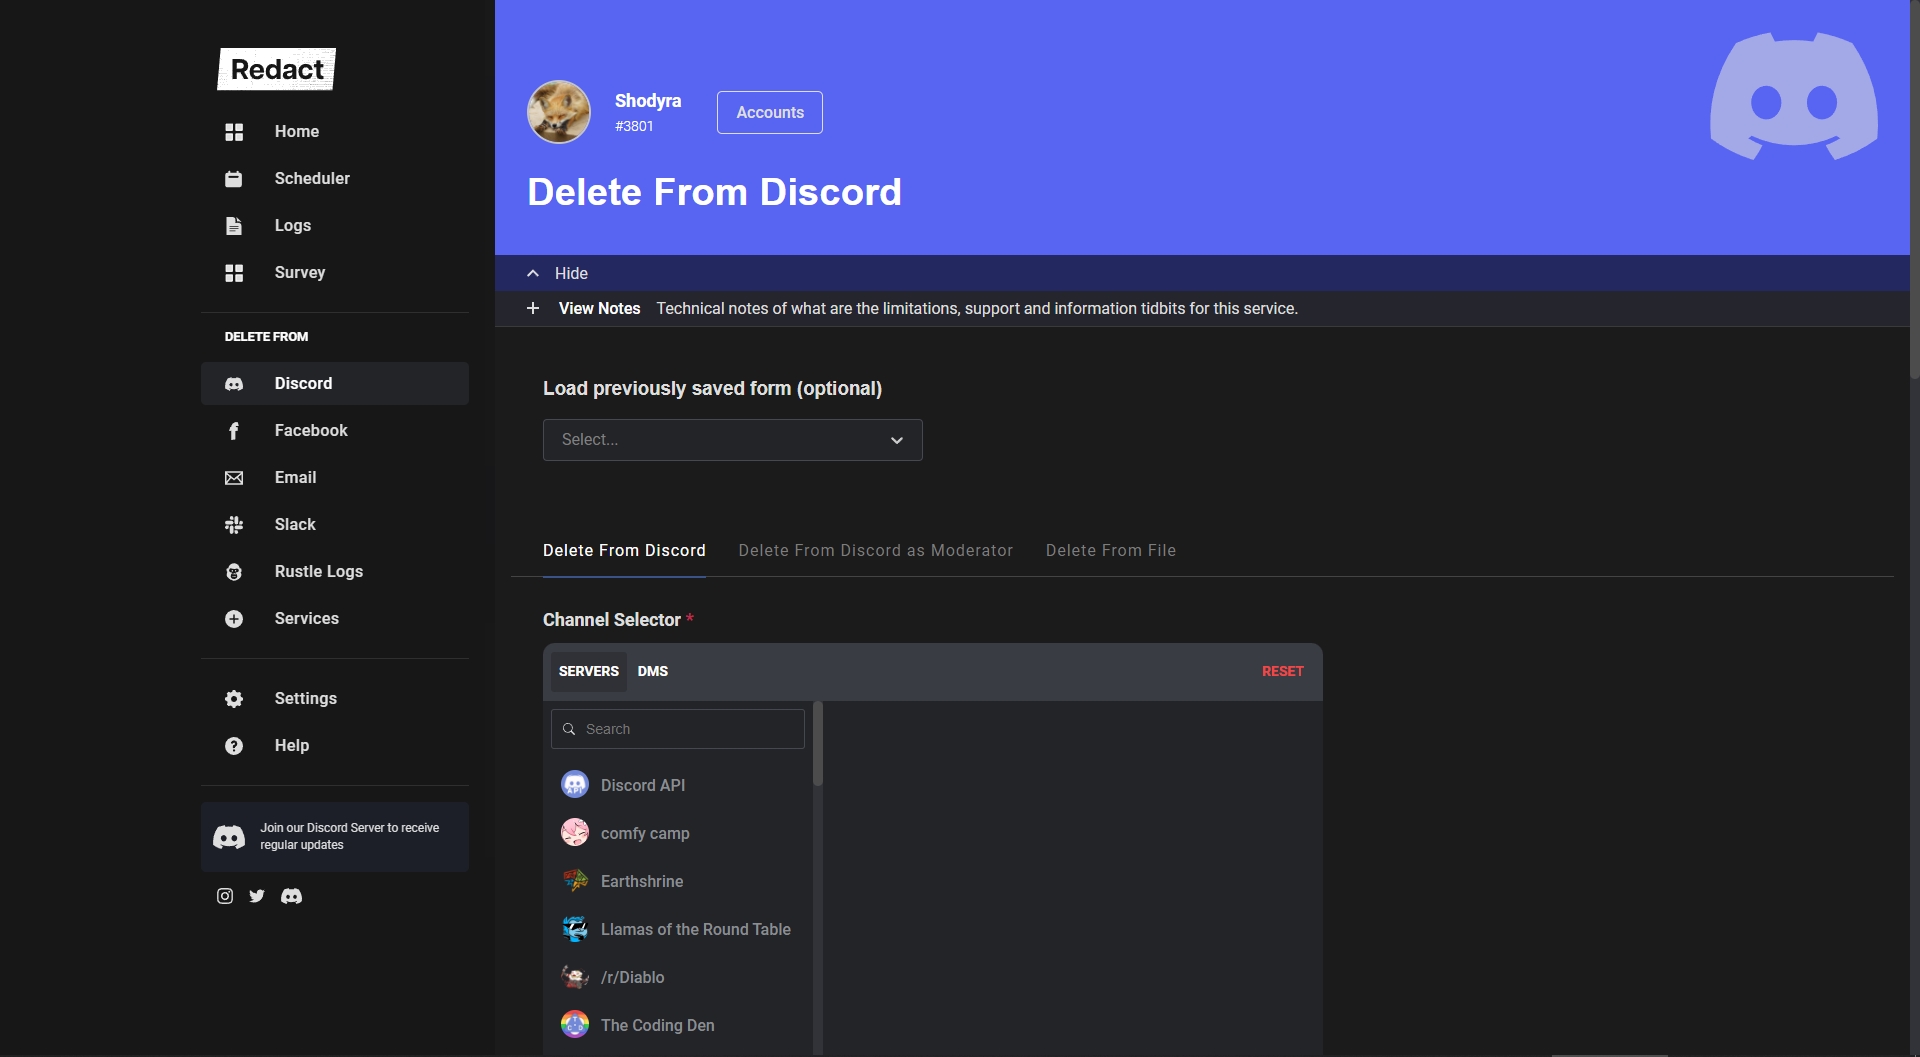 Redact
Home
Scheduler
Logs
Survey
DELETE FROM
Discord
Facebook
Email
Slack
Rustle Logs
Services
Settings
Help
Join our Discord Server to receive
regular updates
Shodyra
#3801
Accounts
Delete From Discord
Hide
View Notes Technical notes of what are the limitations, support and information tidbits for this service.
Load previously saved form (optional)
Select...
Delete From Discord Delete From Discord as Moderator Delete From File
Channel Selector *
SERVERS DMS RESET
Search
Discord API
comfy camp
Earthshrine
Llamas of the Round Table
/r/Diablo
The Coding Den